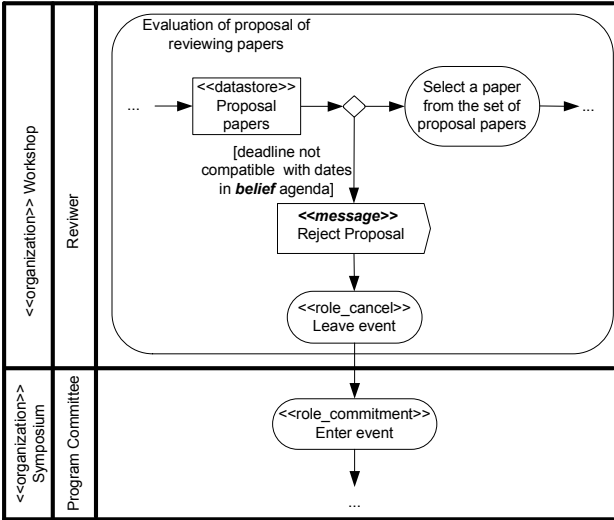 <<organization>> Workshop
Reviwer
Evaluation of proposal of
reviewing papers
...
<<datastore>>
Proposal
papers
Select a paper
from the set of
proposal papers
...
[deadline not
compatible with dates
in belief agenda]
<<message>>
Reject Proposal
<<role_cancel>>
Leave event
<<organization>>
Symposium
Program Committee
<<role_commitment>>
Enter event
...